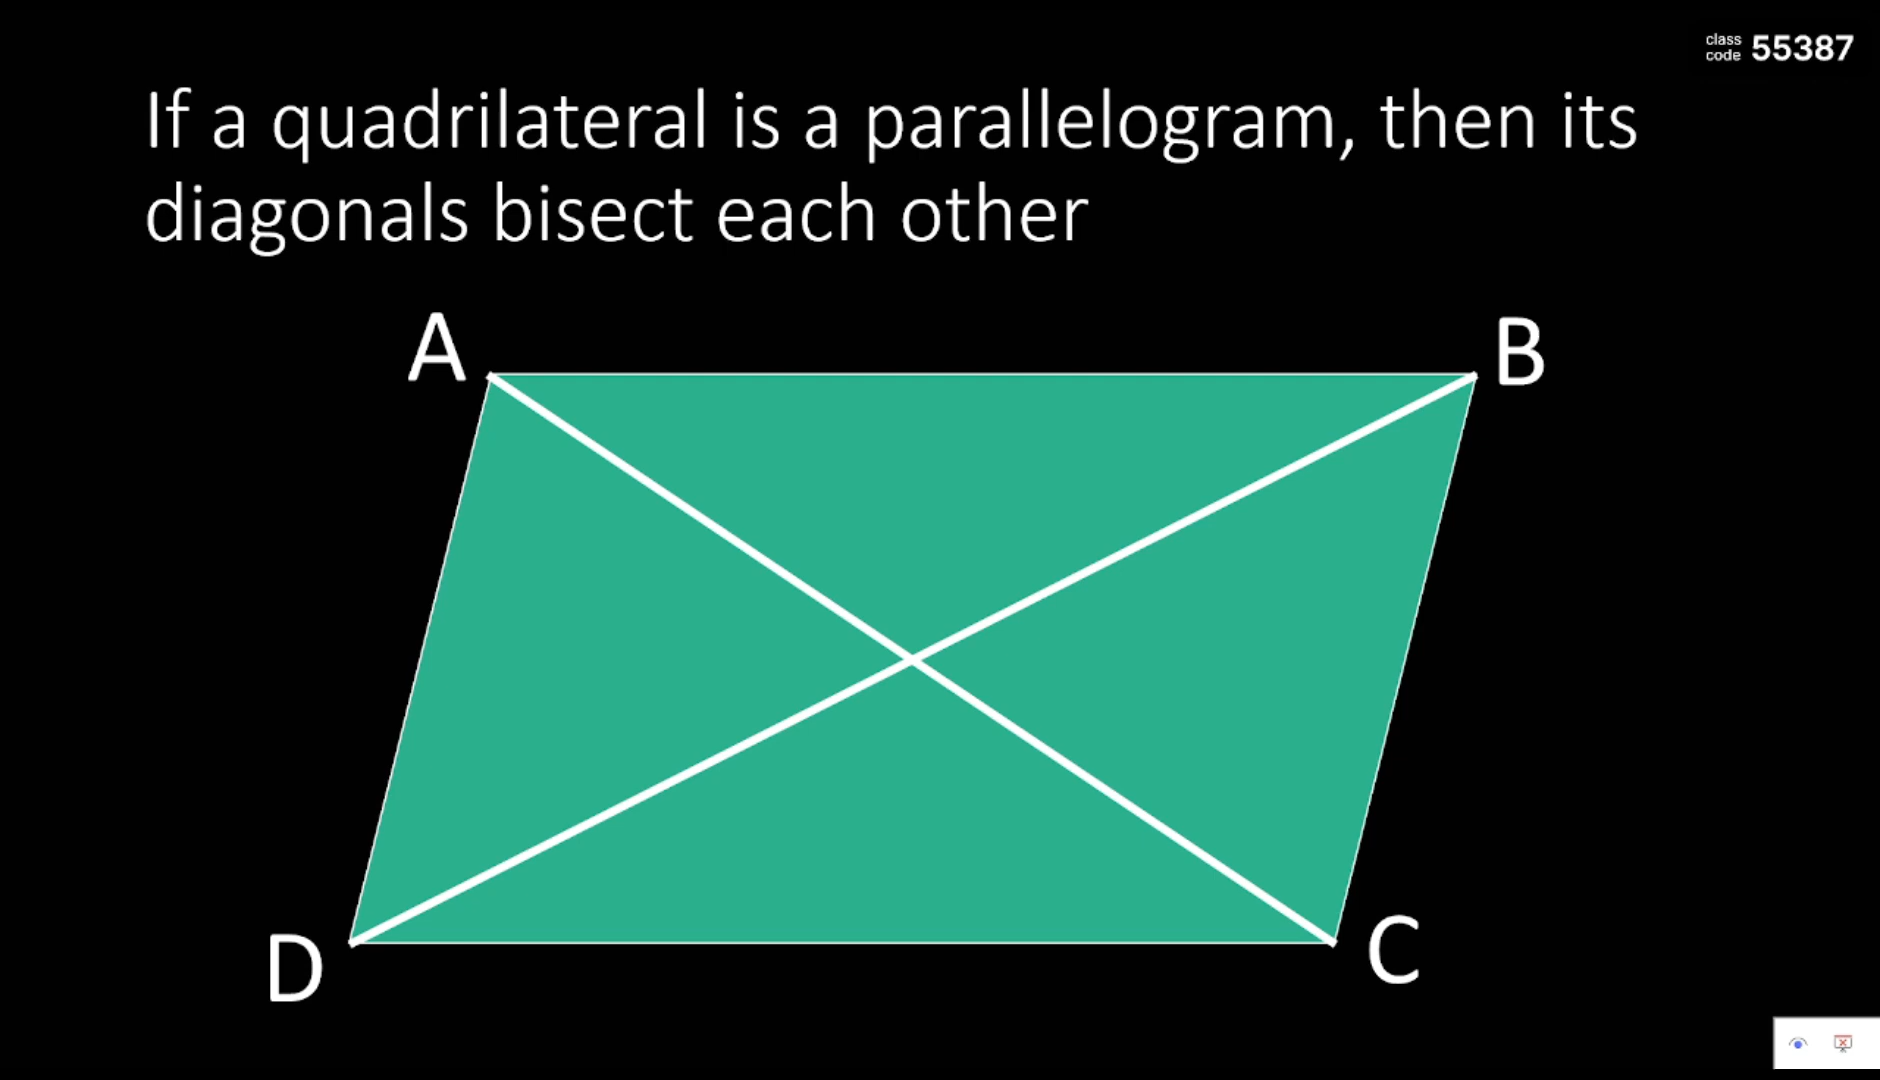 class
code 55387
If a quadrilateral is a parallelogram, then its
diagonals bisect each other
A
B
D
C